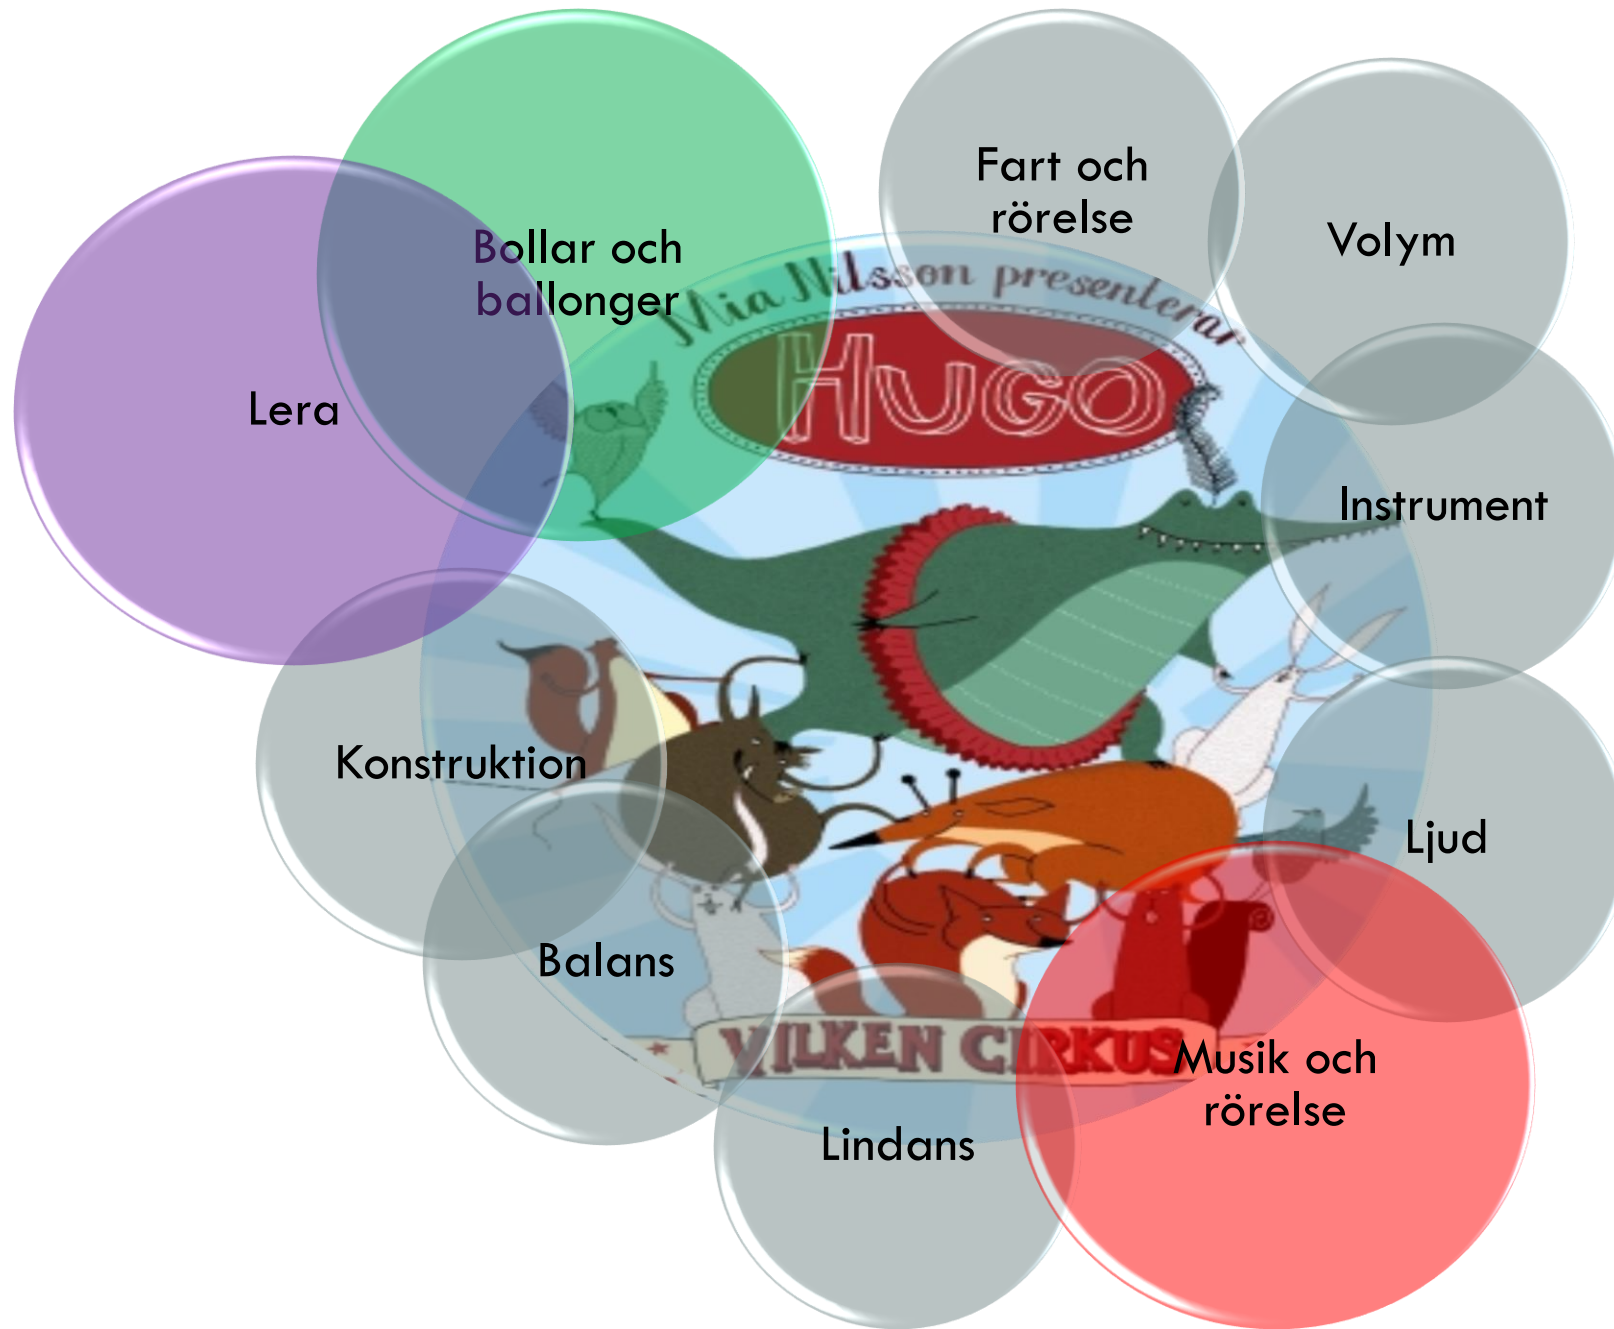 Fart och
rörelse
Volym
Bollar och
ballonger
Mia Nilsson presenterar
HUGO
Lera
Instrument
Konstruktion
Ljud
Balans
VILKEN CIRKUS
Musik och
rörelse
Lindans